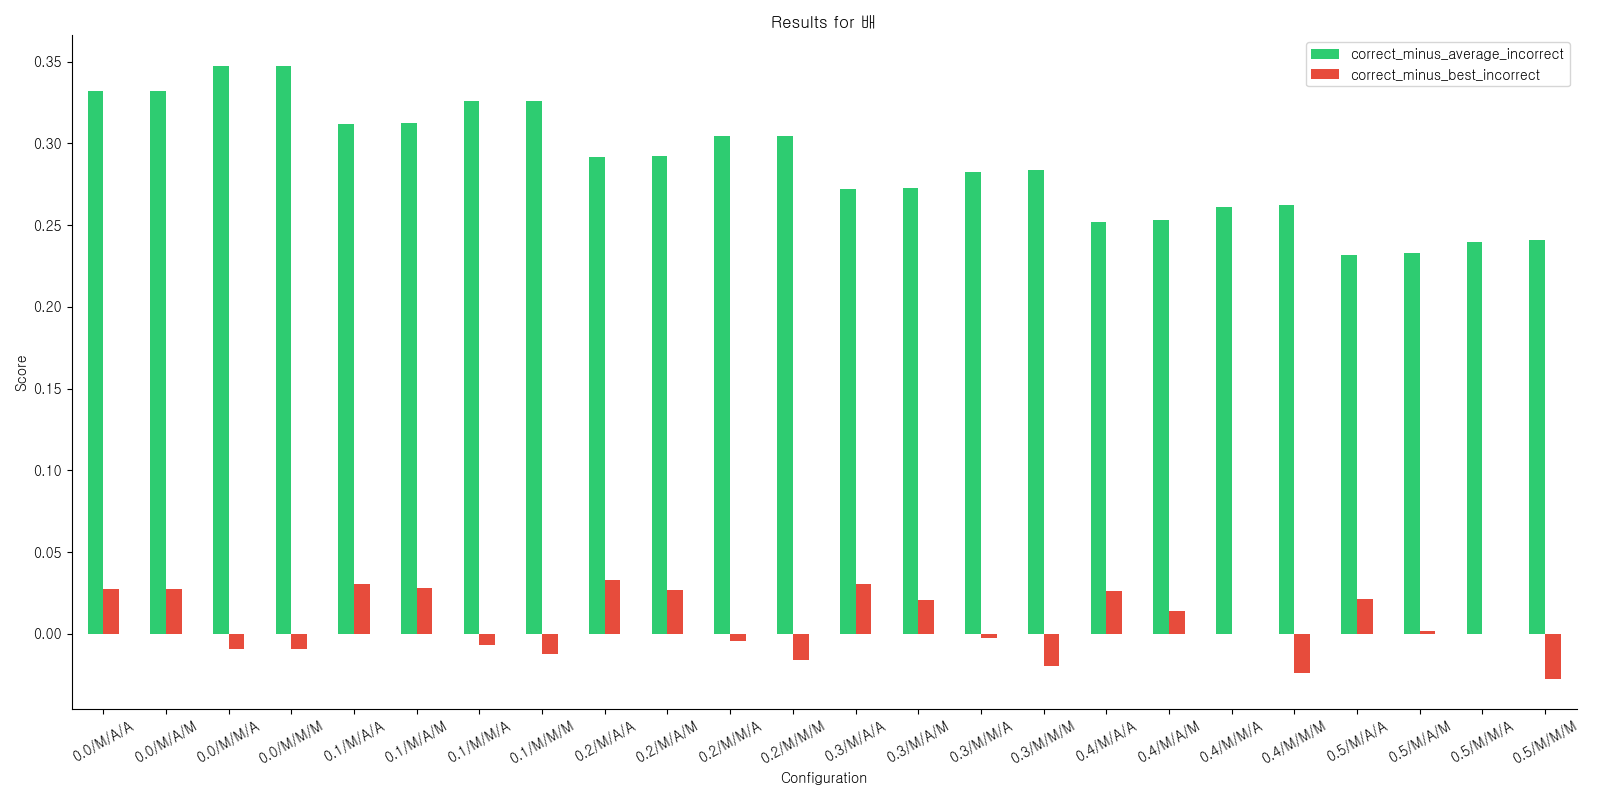 Results for 배
correct_minus_average_incorrect
correct_minus_best_incorrect
Score
0.35
0.30
0.25
0.20
0.15
0.10
0.05
0.00
0.0/M/A/A
0.0/M/A/M
0.0/M/M/A
0.0/M/M/M
0.1/M/A/A
0.1/M/A/M
0.1/M/M/A
0.1/M/M/M
0.2/M/A/A
0.2/M/A/M
0.2/M/M/A
0.2/M/M/M
0.3/M/A/A
0.3/M/A/M
0.3/M/M/A
0.3/M/M/M
0.4/M/A/A
0.4/M/A/M
0.4/M/M/A
0.4/M/M/M
0.5/M/A/A
0.5/M/A/M
0.5/M/M/A
0.5/M/M/M
Configuration